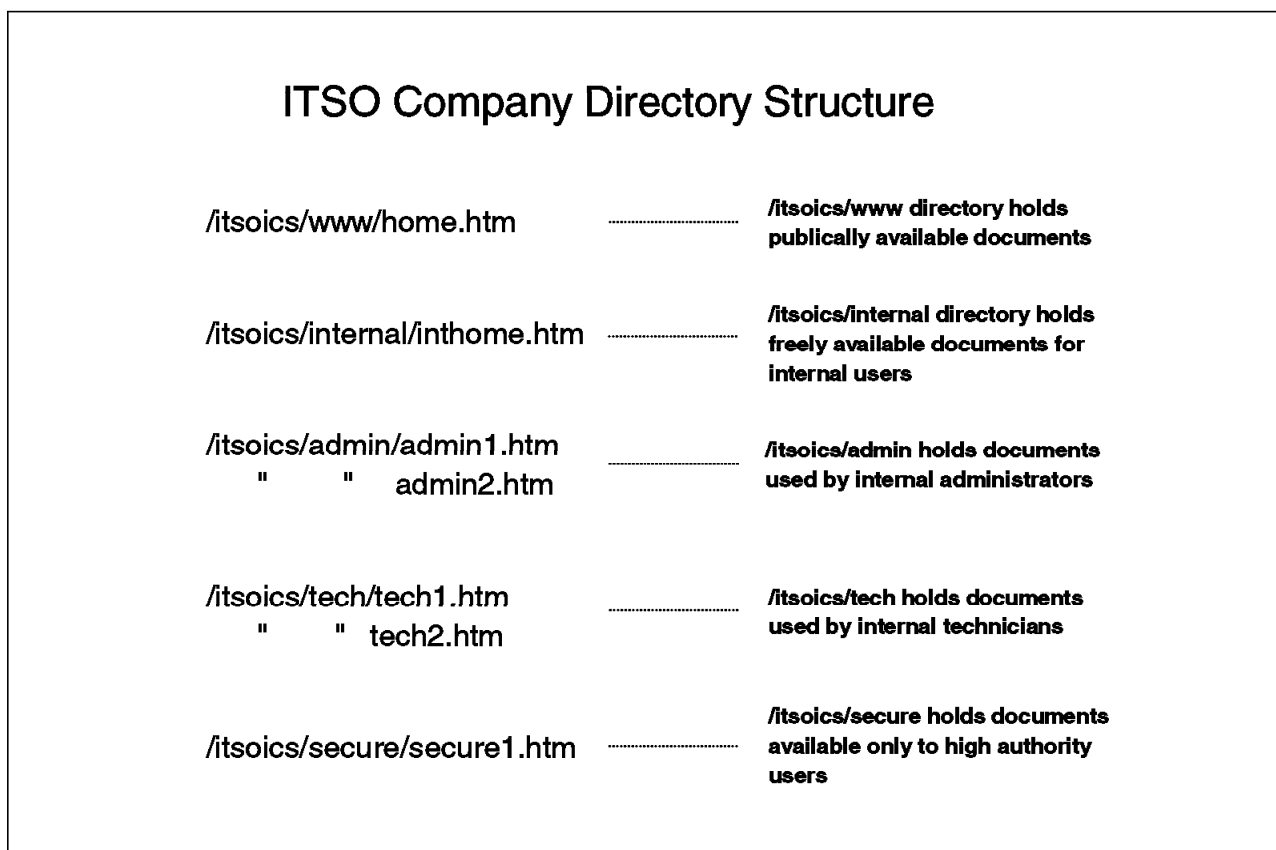 ITSO Company Directory Structure
/itsoics/www/home.htm
/itsoics/www directory holds
publically available documents
/itsoics/internal/inthome.htm
/itsoics/internal directory holds
freely available documents for
internal users
/itsoics/admin/admin1.htm
" " admin2.htm
/itsoics/admin holds documents
used by internal administrators
/itsoics/tech/tech1.htm
" " tech2.htm
/itsoics/tech holds documents
used by internal technicians
/itsoics/secure/secure1.htm
/itsoics/secure holds documents
available only to high authority
users